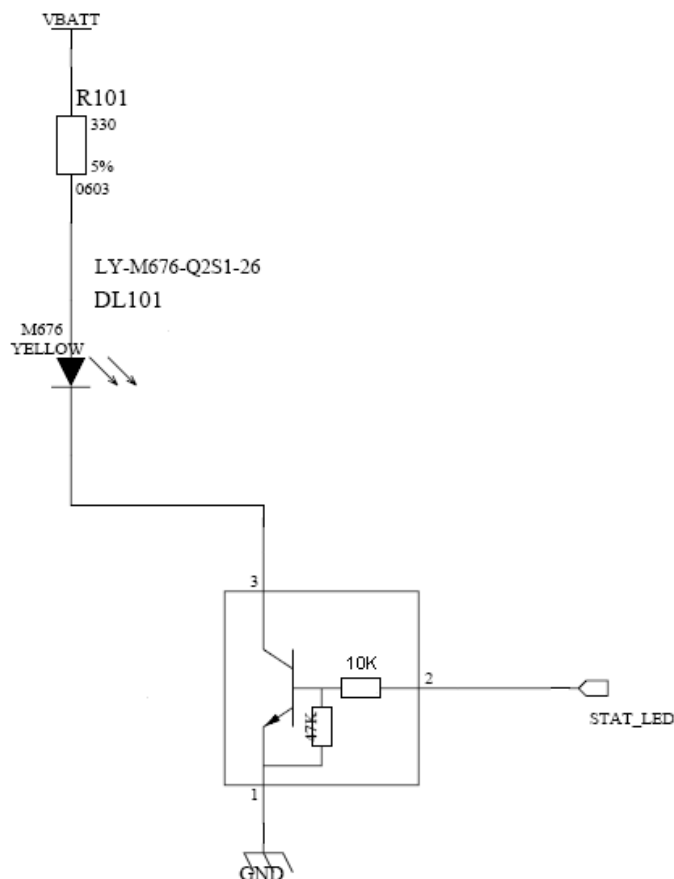 VBATT
R101
330
5%
0603
LY-M676-Q2S1-26
DL101
M676
YELLOW
3
10K
2
47K
STAT_LED
1
GND